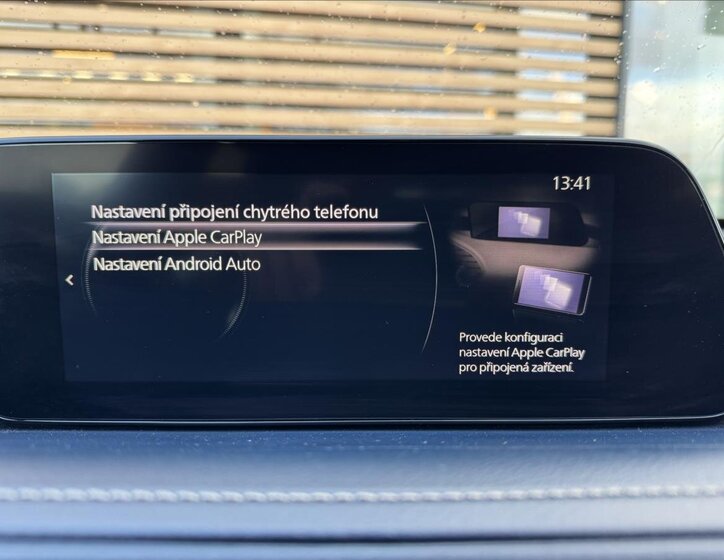 13:41
Nastavení připojení chytrého telefonu
Nastavení Apple CarPlay
Nastavení Android Auto
Provede konfiguraci
nastavení Apple CarPlay
pro připojená zařízení.